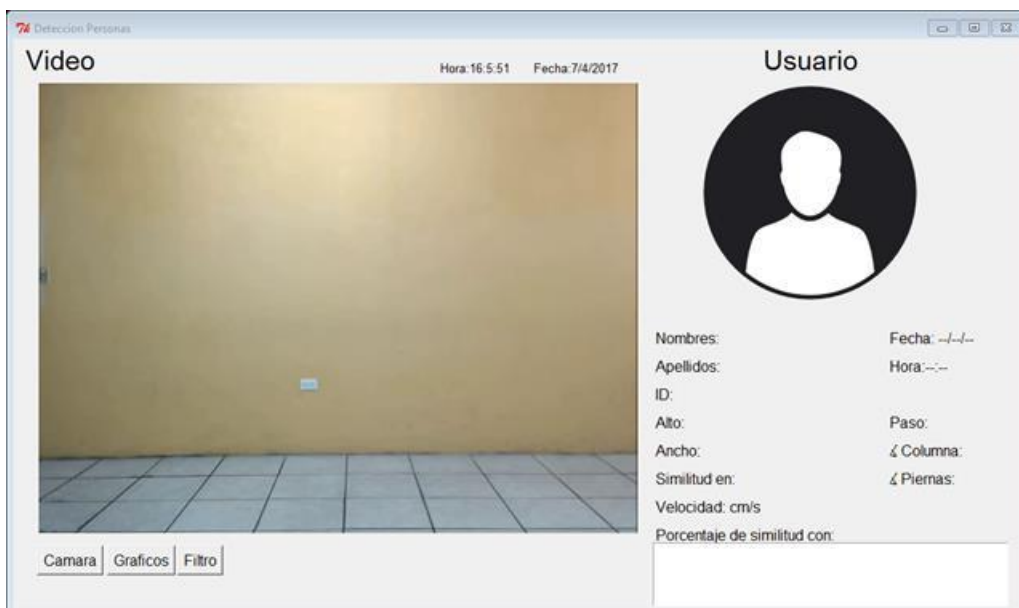 Deteccion Personas
Video
Hora:16:5:51 Fecha:7/4/2017
Usuario
Nombres: Fecha: --/--/--
Apellidos: Hora:--:--
ID:
Alto: Paso:
Ancho: ∡ Columna:
Similitud en: ∡ Piernas:
Velocidad: cm/s
Porcentaje de similitud con:
Camara Graficos Filtro